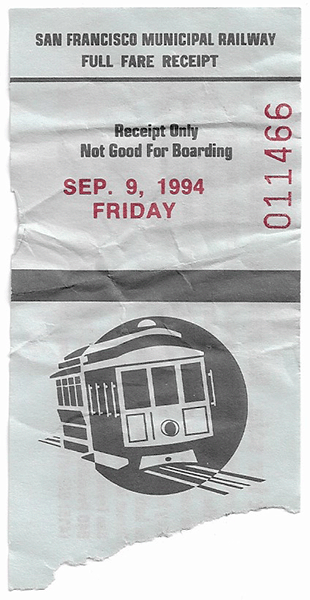 SAN FRANCISCO MUNICIPAL RAILWAY
FULL FARE RECEIPT
Receipt Only
Not Good For Boarding
SEP. 9, 1994
FRIDAY
011466